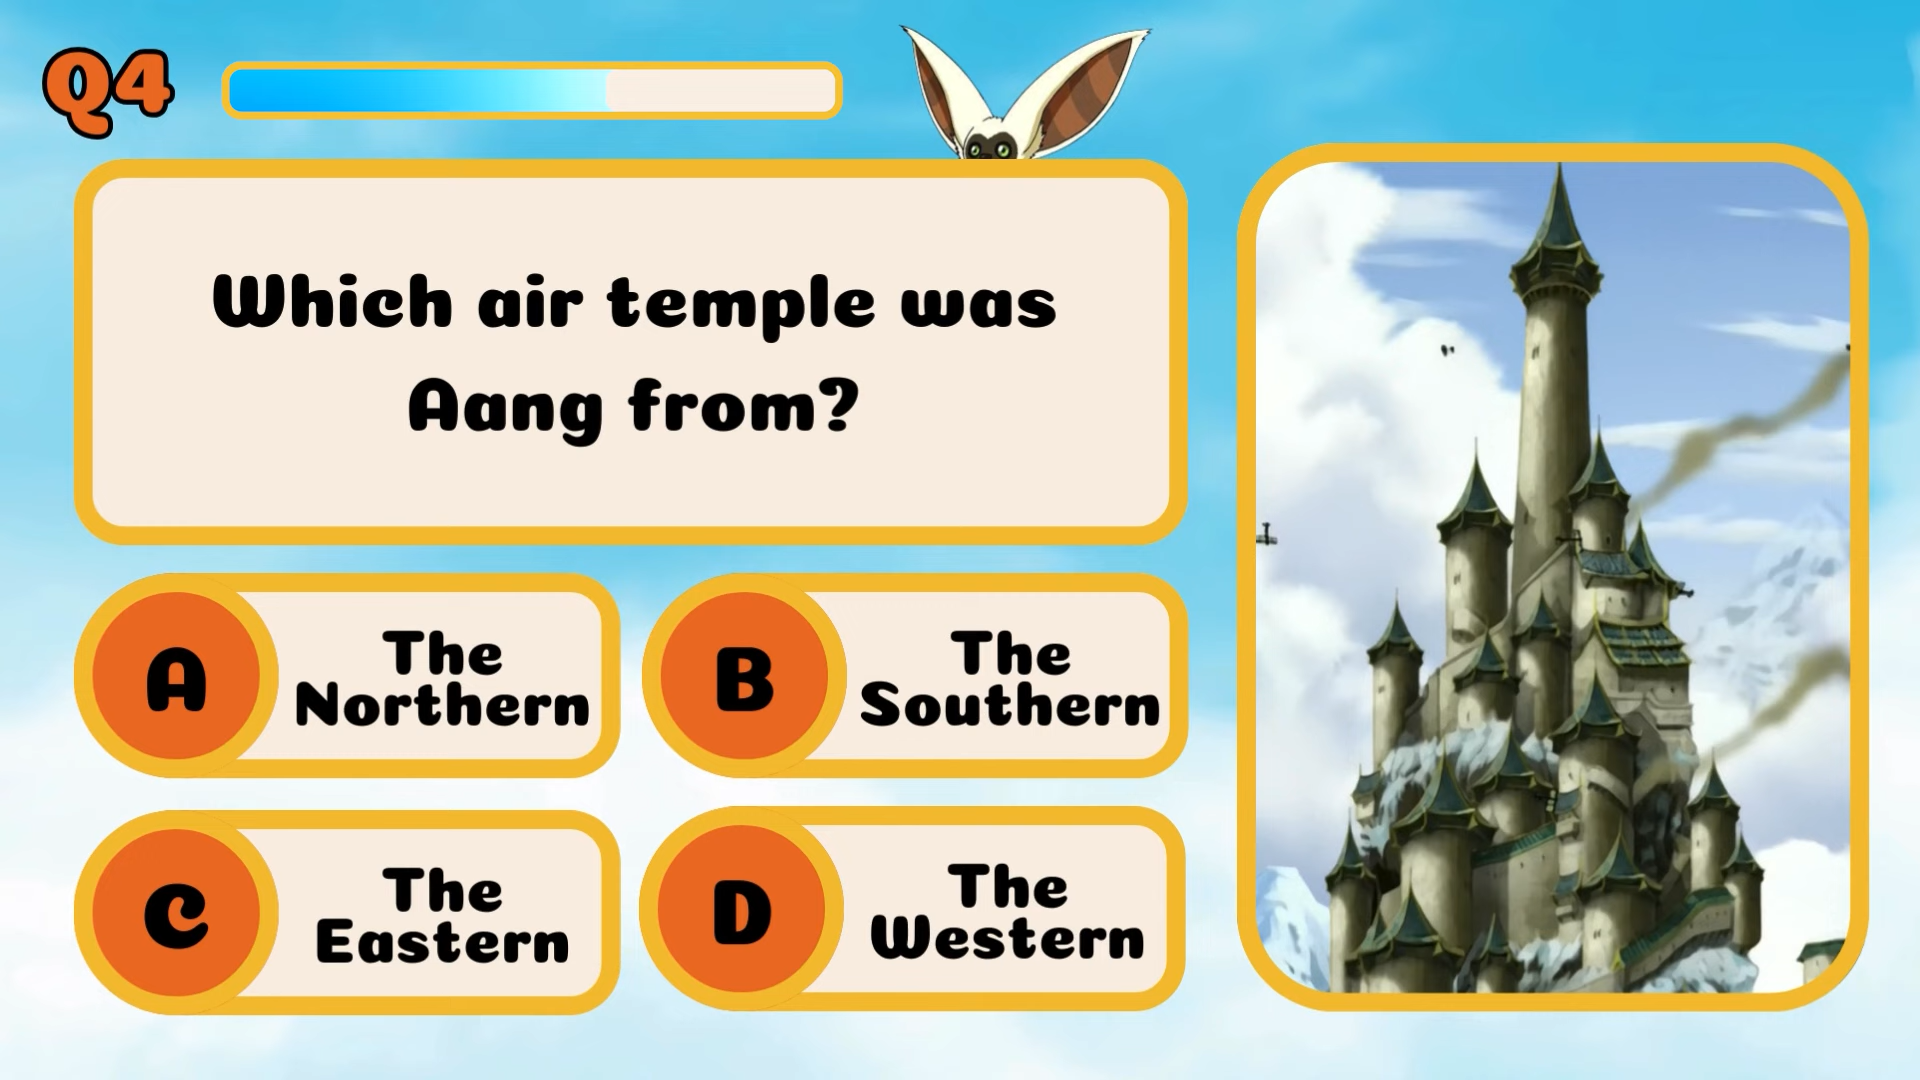 Q4
Which air temple was
Aang from?
A
The
Northern
B
The
Southern
C
The
Eastern
D
The
Western